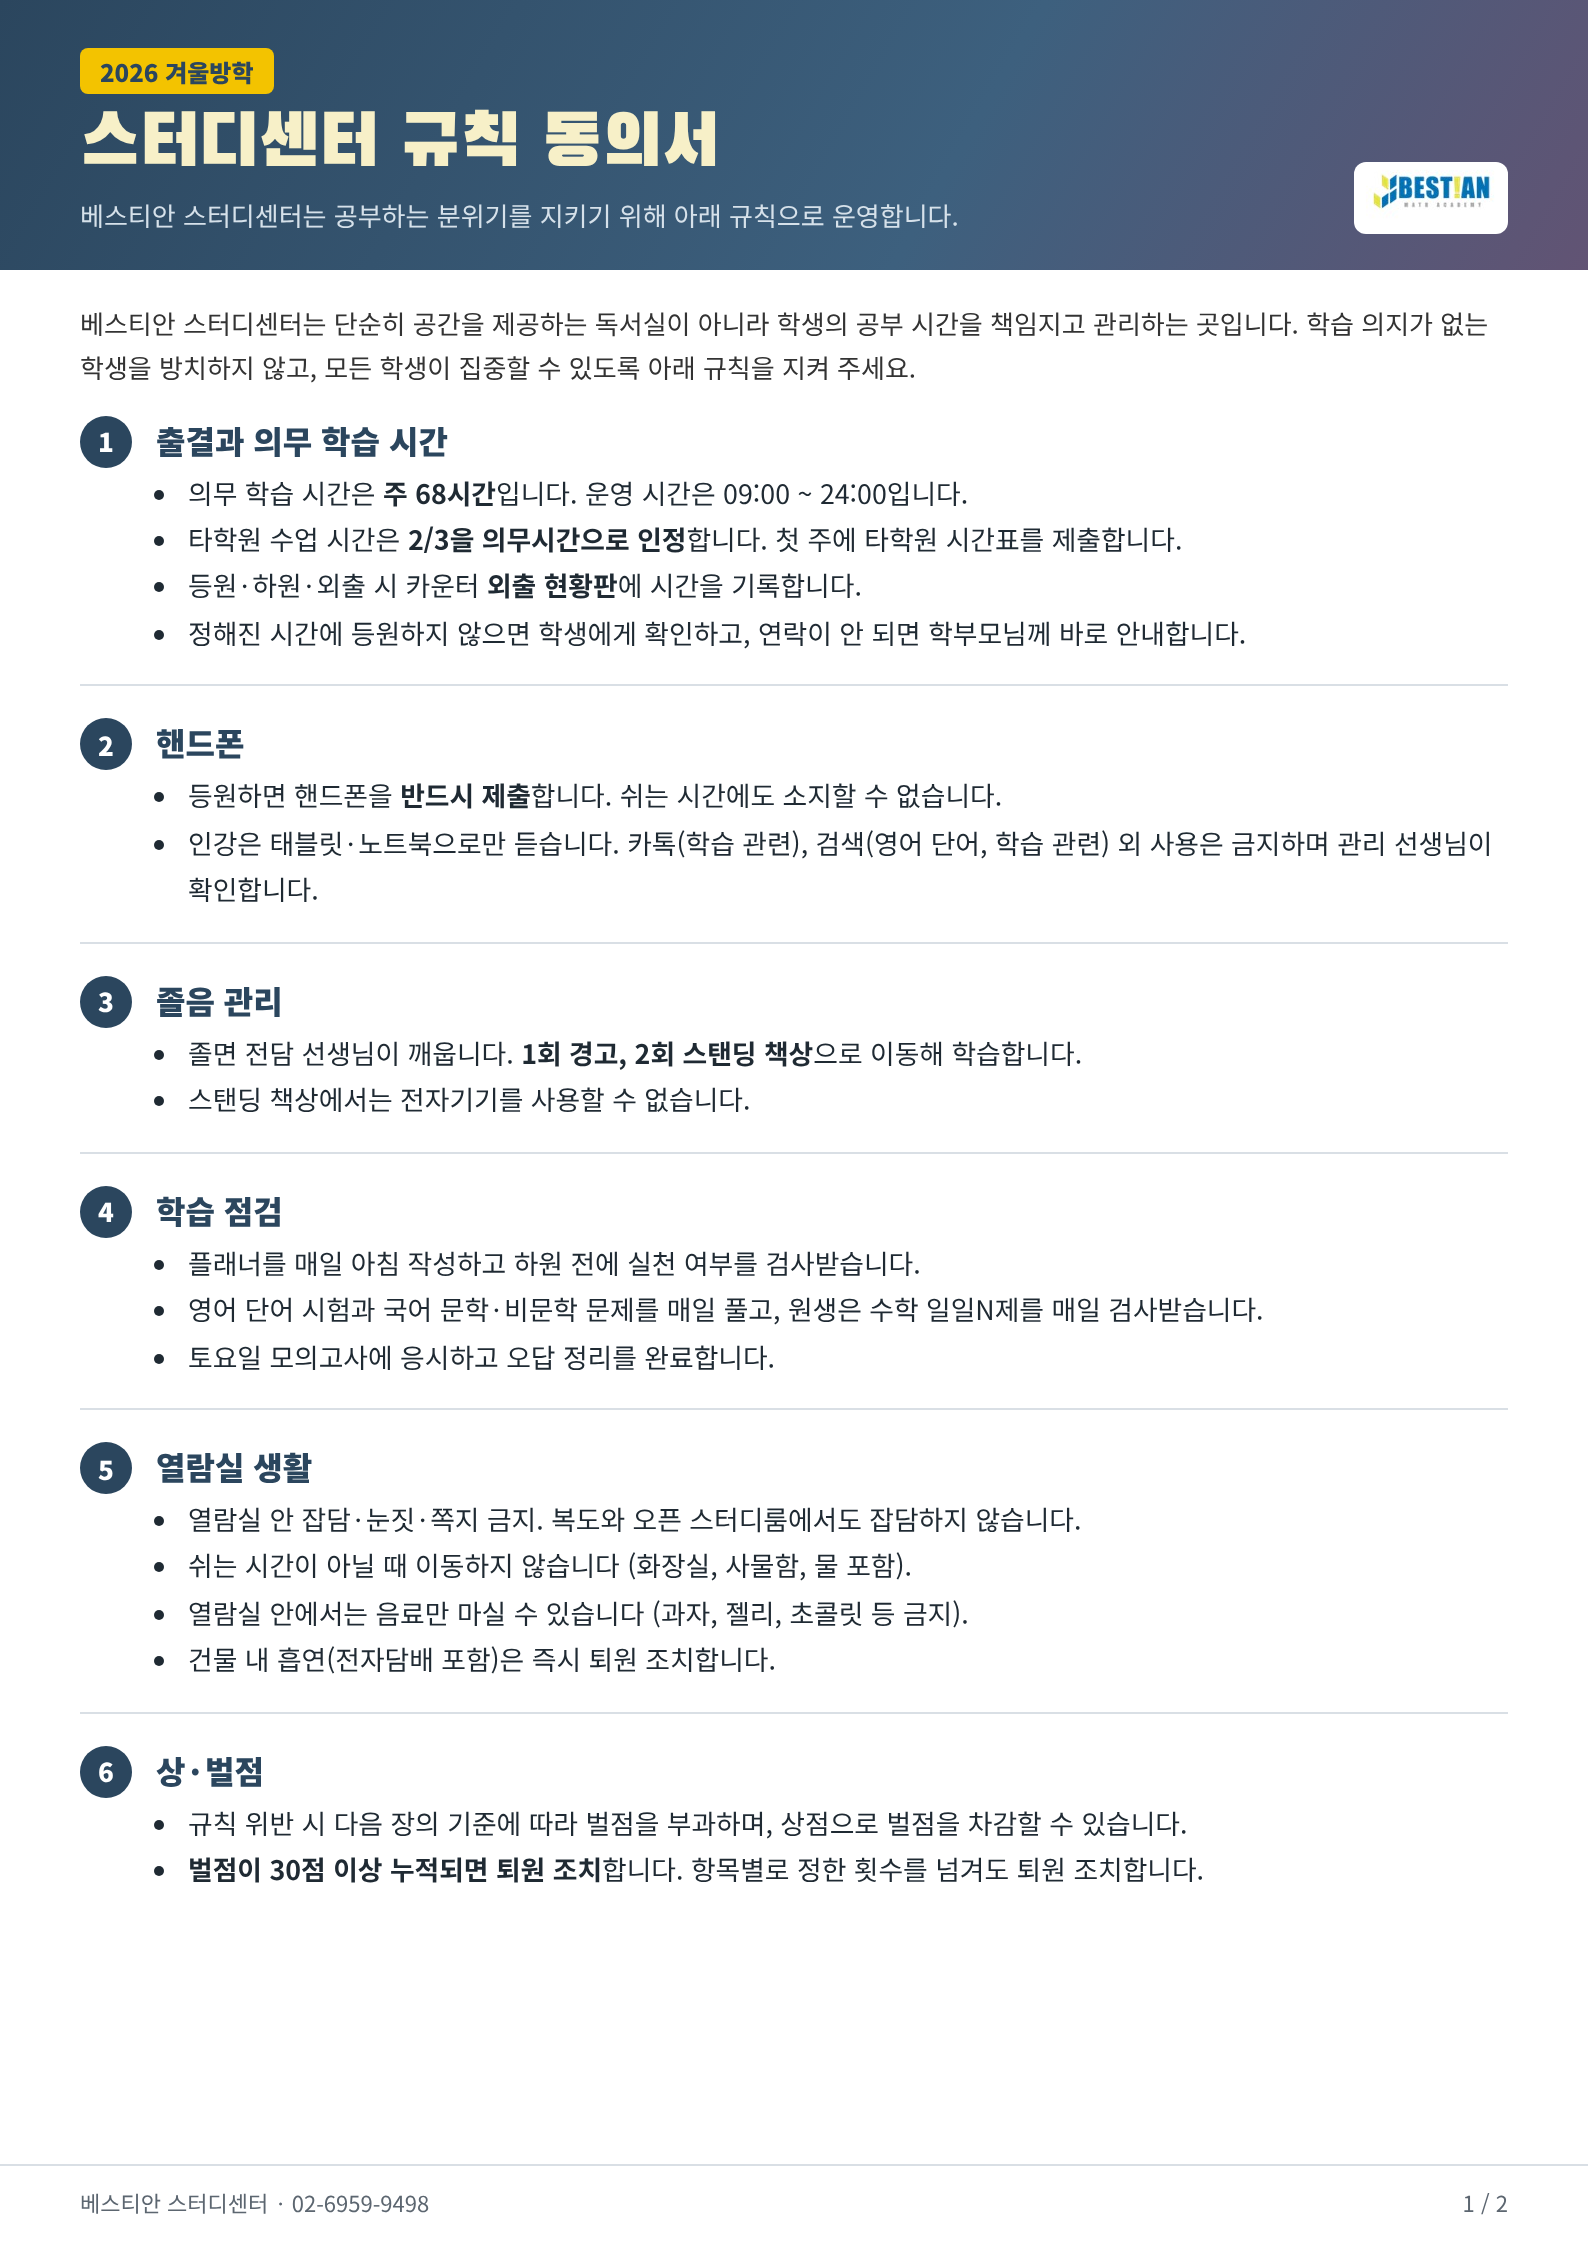 2026 겨울방학
스터디센터 규칙 동의서
베스티안 스터디센터는 공부하는 분위기를 지키기 위해 아래 규칙으로 운영합니다.
BEST!AN
MATH ACADEMY
베스티안 스터디센터는 단순히 공간을 제공하는 독서실이 아니라 학생의 공부 시간을 책임지고 관리하는 곳입니다. 학습 의지가 없는
학생을 방치하지 않고, 모든 학생이 집중할 수 있도록 아래 규칙을 지켜 주세요.
1 출결과 의무 학습 시간
• 의무 학습 시간은 주 68시간입니다. 운영 시간은 09:00 ~ 24:00입니다.
• 타학원 수업 시간은 2/3을 의무시간으로 인정합니다. 첫 주에 타학원 시간표를 제출합니다.
• 등원·하원·외출 시 카운터 외출 현황판에 시간을 기록합니다.
• 정해진 시간에 등원하지 않으면 학생에게 확인하고, 연락이 안 되면 학부모님께 바로 안내합니다.
2 핸드폰
• 등원하면 핸드폰을 반드시 제출합니다. 쉬는 시간에도 소지할 수 없습니다.
• 인강은 태블릿·노트북으로만 듣습니다. 카톡(학습 관련), 검색(영어 단어, 학습 관련) 외 사용은 금지하며 관리 선생님이
확인합니다.
3 졸음 관리
• 졸면 전담 선생님이 깨웁니다. 1회 경고, 2회 스탠딩 책상으로 이동해 학습합니다.
• 스탠딩 책상에서는 전자기기를 사용할 수 없습니다.
4 학습 점검
• 플래너를 매일 아침 작성하고 하원 전에 실천 여부를 검사받습니다.
• 영어 단어 시험과 국어 문학·비문학 문제를 매일 풀고, 원생은 수학 일일N제를 매일 검사받습니다.
• 토요일 모의고사에 응시하고 오답 정리를 완료합니다.
5 열람실 생활
• 열람실 안 잡담·눈짓·쪽지 금지. 복도와 오픈 스터디룸에서도 잡담하지 않습니다.
• 쉬는 시간이 아닐 때 이동하지 않습니다 (화장실, 사물함, 물 포함).
• 열람실 안에서는 음료만 마실 수 있습니다 (과자, 젤리, 초콜릿 등 금지).
• 건물 내 흡연(전자담배 포함)은 즉시 퇴원 조치합니다.
6 상·벌점
• 규칙 위반 시 다음 장의 기준에 따라 벌점을 부과하며, 상점으로 벌점을 차감할 수 있습니다.
• 벌점이 30점 이상 누적되면 퇴원 조치합니다. 항목별로 정한 횟수를 넘겨도 퇴원 조치합니다.
베스티안 스터디센터 · 02-6959-9498
1 / 2